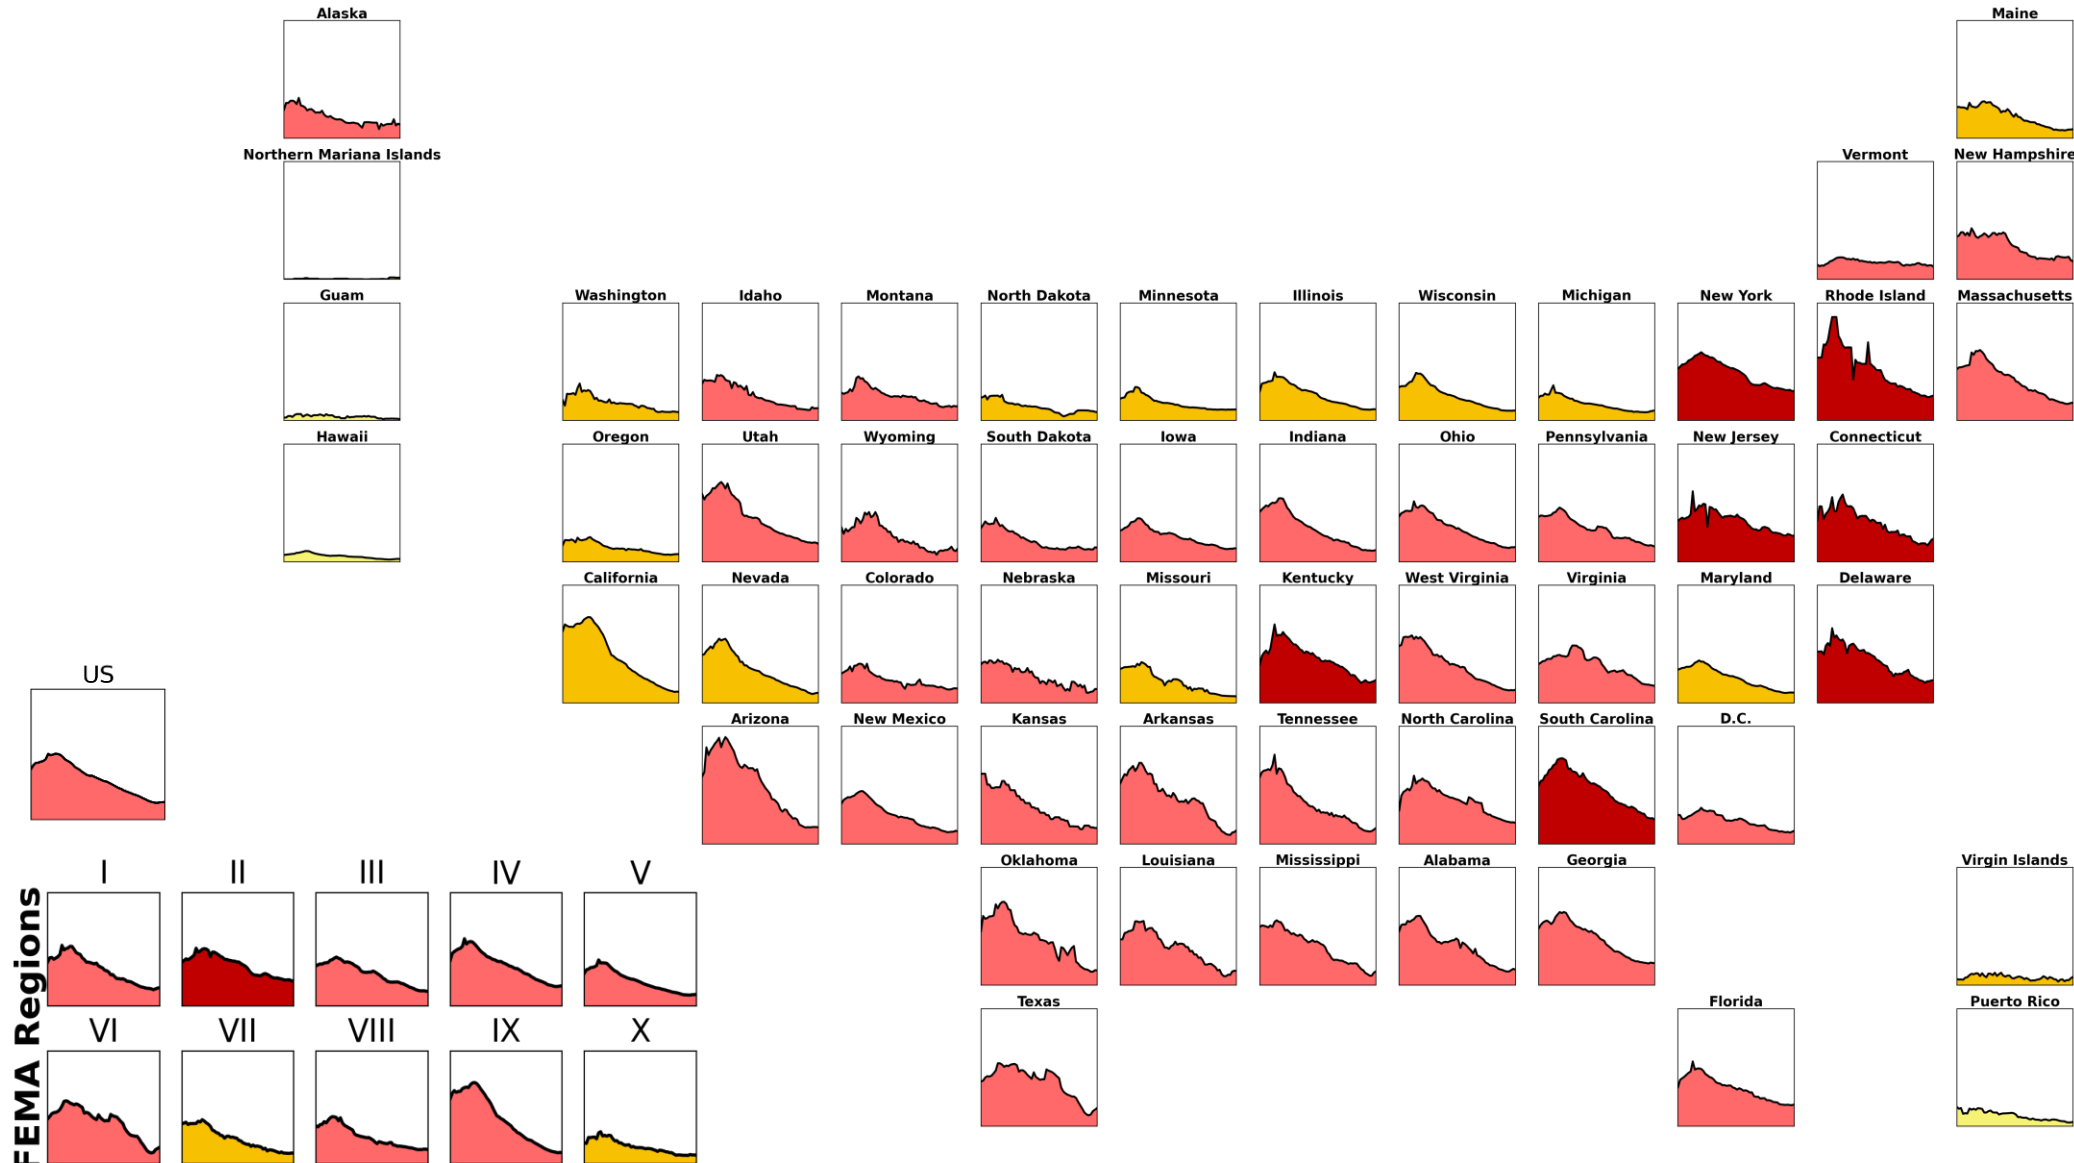 Alaska
Maine
Northern Mariana Islands
Vermont
New Hampshire
Guam
Washington
Idaho
Montana
North Dakota
Minnesota
Illinois
Wisconsin
Michigan
New York
Rhode Island
Massachusetts
Hawaii
Oregon
Utah
Wyoming
South Dakota
Iowa
Indiana
Ohio
Pennsylvania
New Jersey
Connecticut
California
Nevada
Colorado
Nebraska
Missouri
Kentucky
West Virginia
Virginia
Maryland
Delaware
US
Arizona
New Mexico
Kansas
Arkansas
Tennessee
North Carolina
South Carolina
D.C.
Oklahoma
Louisiana
Mississippi
Alabama
Georgia
Virgin Islands
Texas
Florida
Puerto Rico
FEMA Regions
I
II
III
IV
V
VI
VII
VIII
IX
X